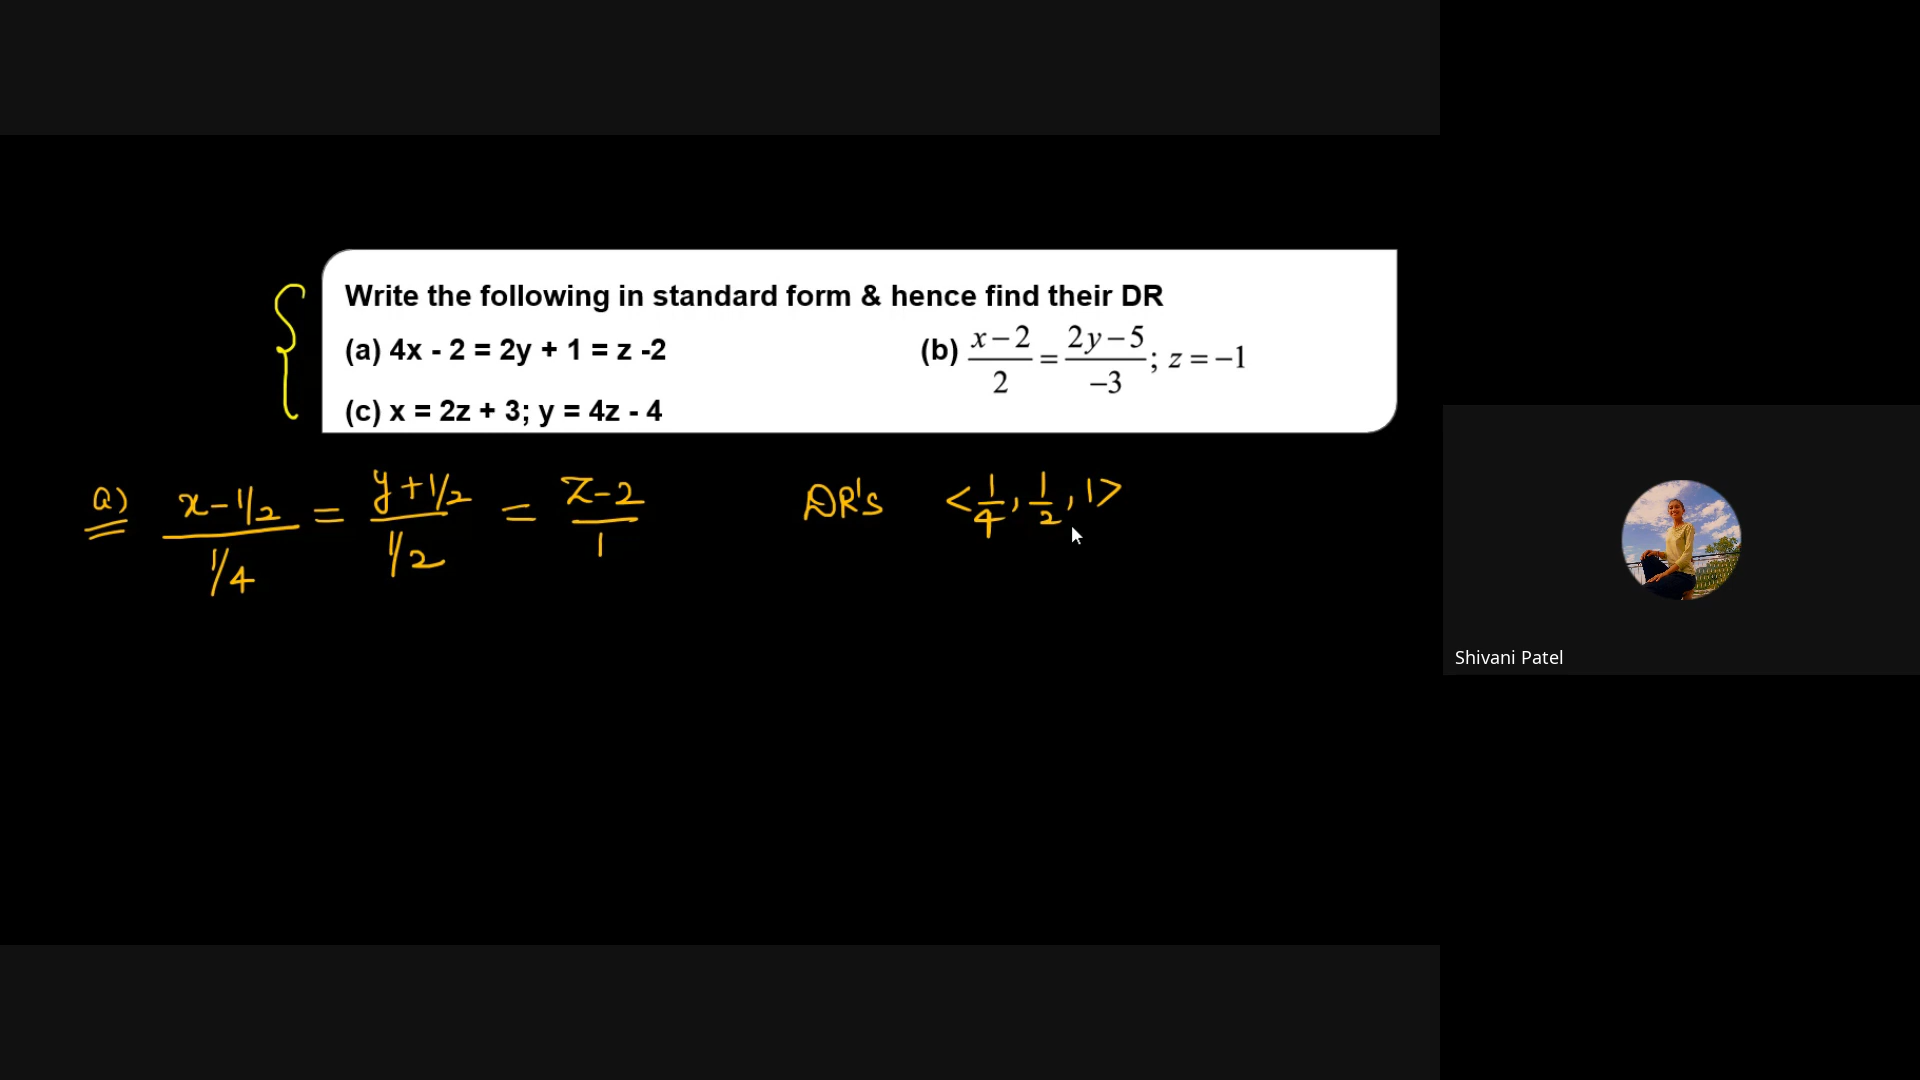 Write the following in standard form & hence find their DR
(a) 4x - 2 = 2y + 1 = z -2
(b) (x−2)/2 = (2y−5)/−3; z = −1
(c) x = 2z + 3; y = 4z - 4
a) (x-1/2)/(1/4) = (y+1/2)/(1/2) = (z-2)/1 DR's <1/4, 1/2, 1>
Shivani Patel